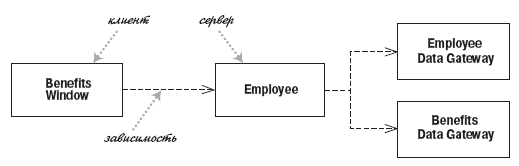 клиент
сервер
Employee
Data Gateway
Benefits
Window
Employee
зависимость
Benefits
Data Gateway